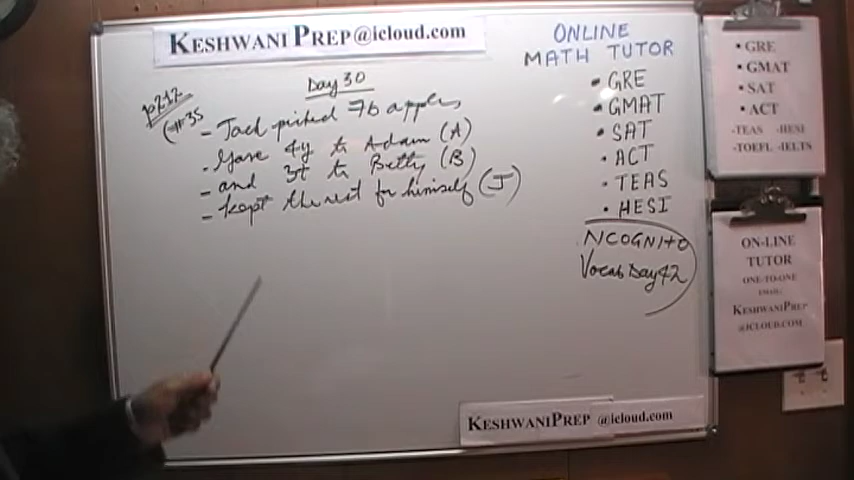 KESHWANI PREP@icloud.com
Day 30
p212
(#35
- Jack picked 76 apples,
- Gave 4y to Adam (A)
- and 3t to Betty (B)
- kept the rest for himself (J)
ONLINE
MATH TUTOR
• GRE
• GMAT
• SAT
• ACT
• TEAS
• HESI
NCOGNITO
Vocab Day 42
• GRE
• GMAT
• SAT
• ACT
-TEAS -HESI
-TOEFL -IELTS
ON-LINE
TUTOR
ONE-TO-ONE
EMAIL:
KESHWANIPREP
@ICLOUD.COM
KESHWANIPREP @icloud.com